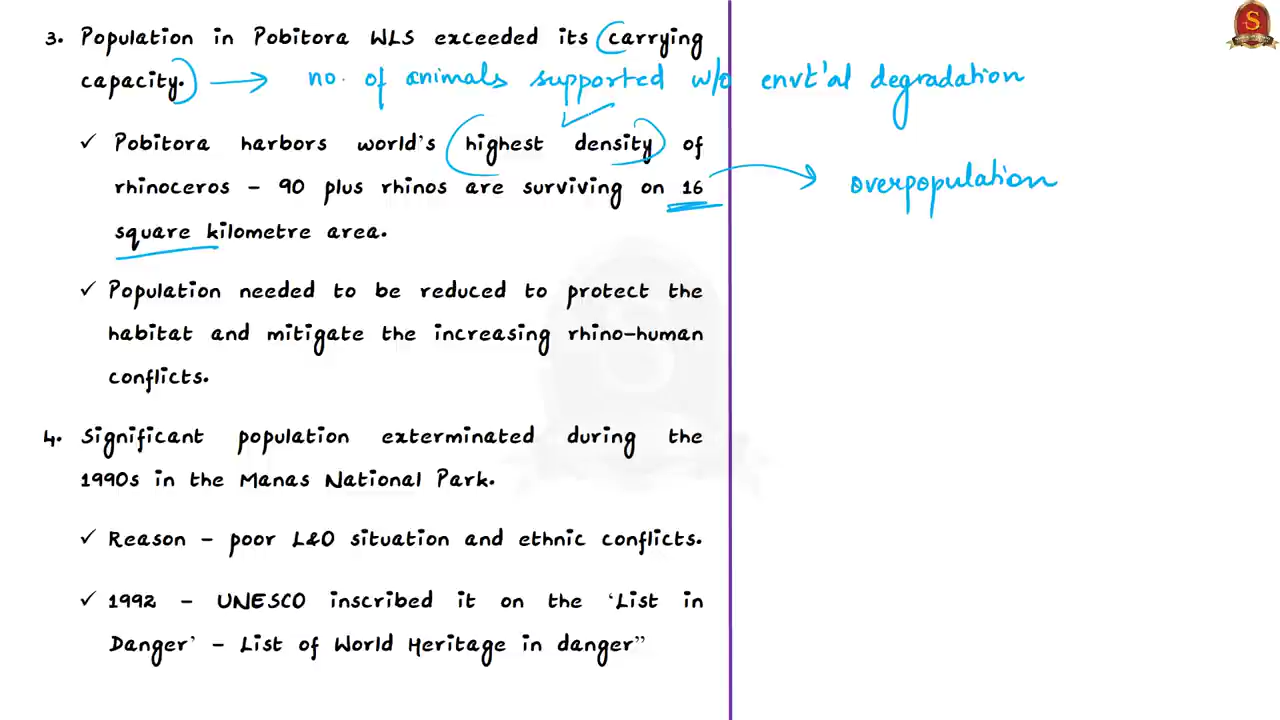 3. Population in Pobitora WLS exceeded its carrying
capacity. → no. of animals supported w/o envt'al degradation
✓ Pobitora harbors world's highest density of
rhinoceros – 90 plus rhinos are surviving on 16 → overpopulation
square kilometre area.
✓ Population needed to be reduced to protect the
habitat and mitigate the increasing rhino-human
conflicts.
4. Significant population exterminated during the
1990s in the Manas National Park.
✓ Reason – poor L&O situation and ethnic conflicts.
✓ 1992 – UNESCO inscribed it on the 'List in
Danger' – List of World Heritage in danger"